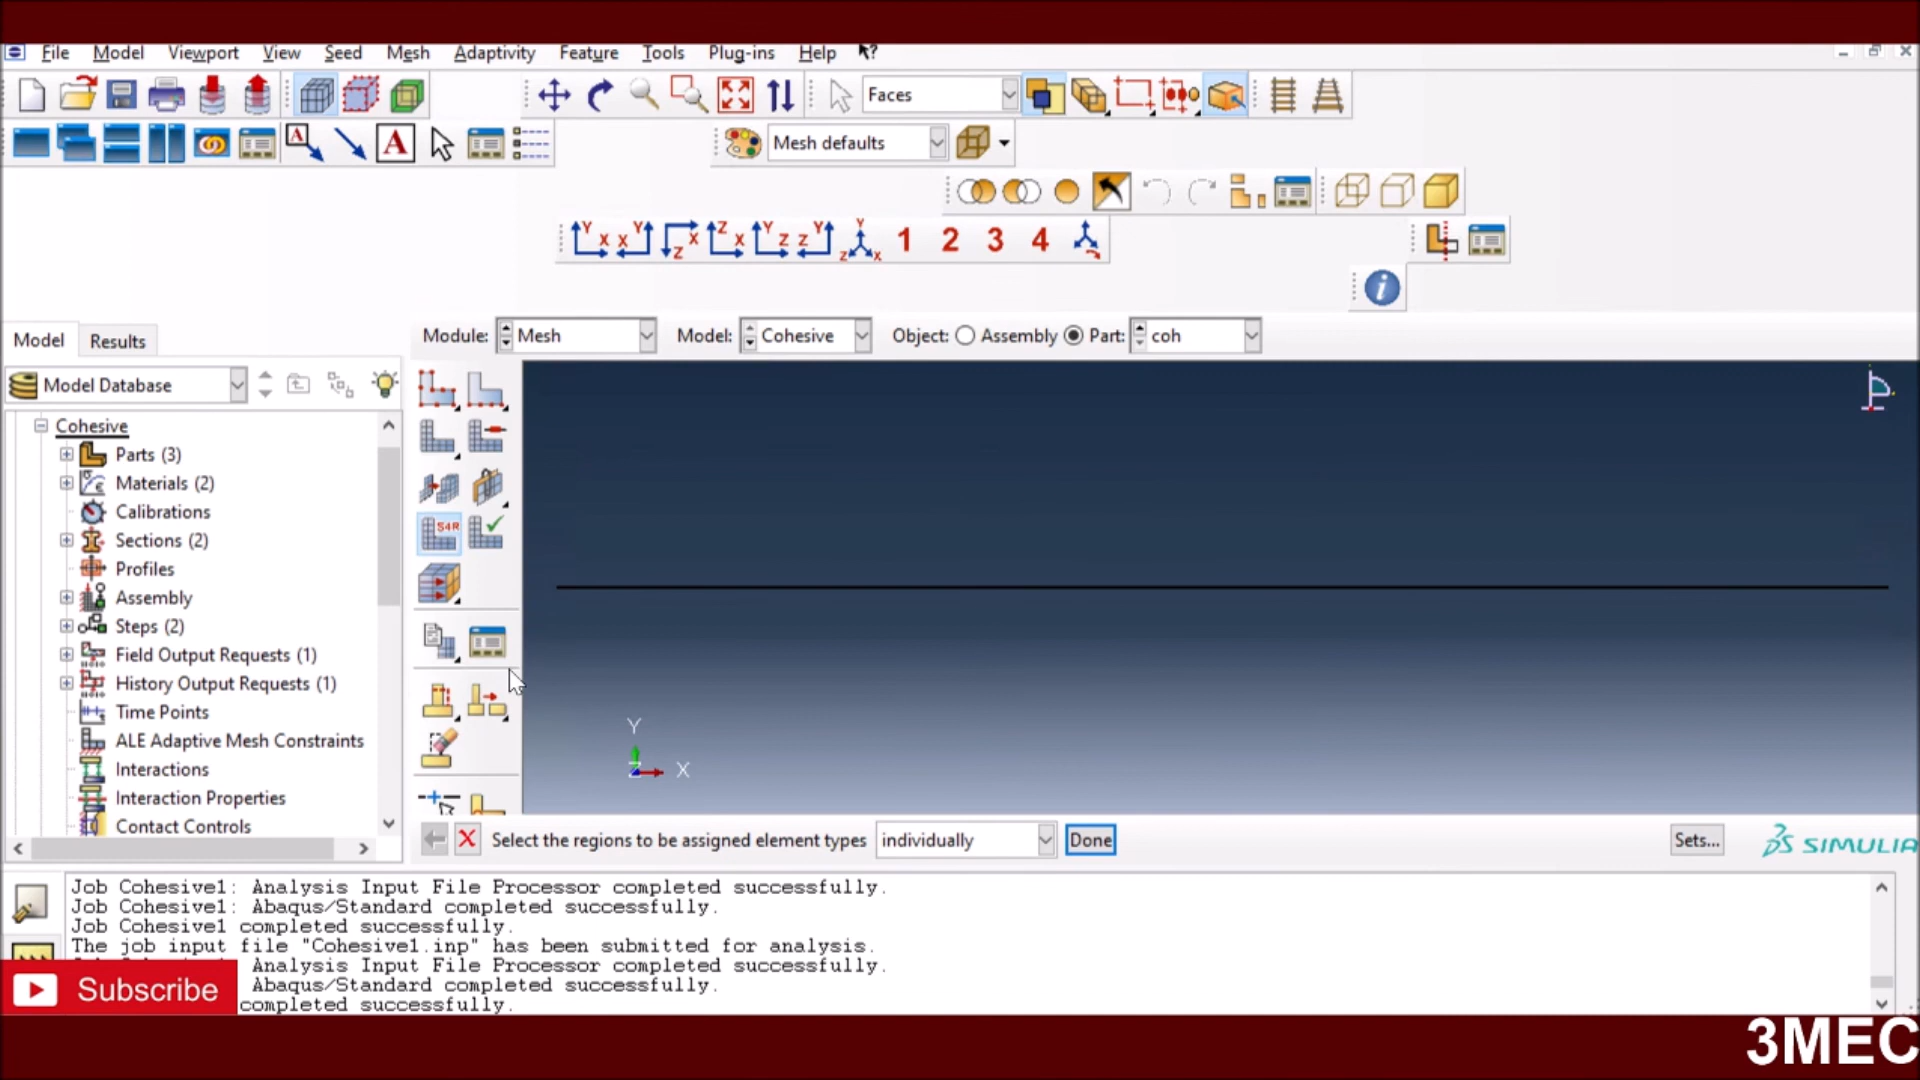 File Model Viewport View Seed Mesh Adaptivity Feature Tools Plug-ins Help
Faces
A A Mesh defaults
Y X X Y X Z Z X Y Z Z Y Y Z X 1 2 3 4
i
Model Results
Module: Mesh Model: Cohesive Object: Assembly Part: coh
Model Database
Cohesive
Parts (3)
Materials (2)
Calibrations
Sections (2)
Profiles
Assembly
Steps (2)
Field Output Requests (1)
History Output Requests (1)
Time Points
ALE Adaptive Mesh Constraints
Interactions
Interaction Properties
Contact Controls
S4R
Y
X
Select the regions to be assigned element types individually Done Sets...
SIMULIA
Job Cohesive1: Analysis Input File Processor completed successfully.
Job Cohesive1: Abaqus/Standard completed successfully.
Job Cohesive1 completed successfully.
The job input file "Cohesive1.inp" has been submitted for analysis.
Analysis Input File Processor completed successfully.
Abaqus/Standard completed successfully.
completed successfully.
Subscribe
3MEC